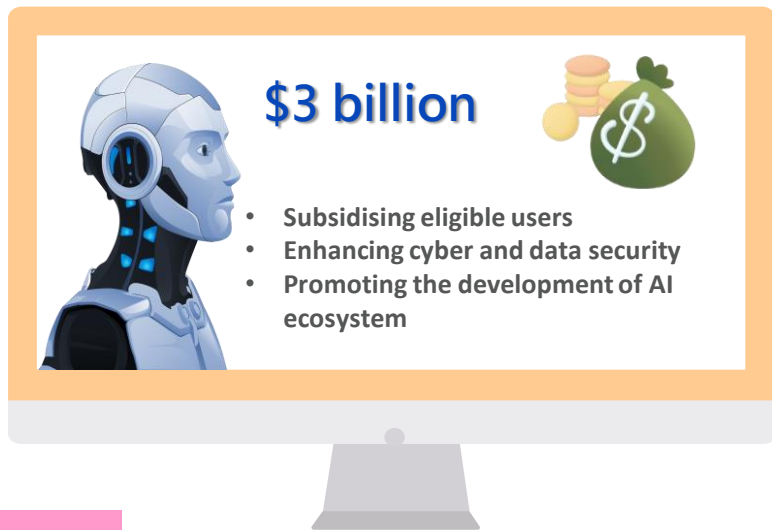 $3 billion
$
• Subsidising eligible users
• Enhancing cyber and data security
• Promoting the development of AI
ecosystem